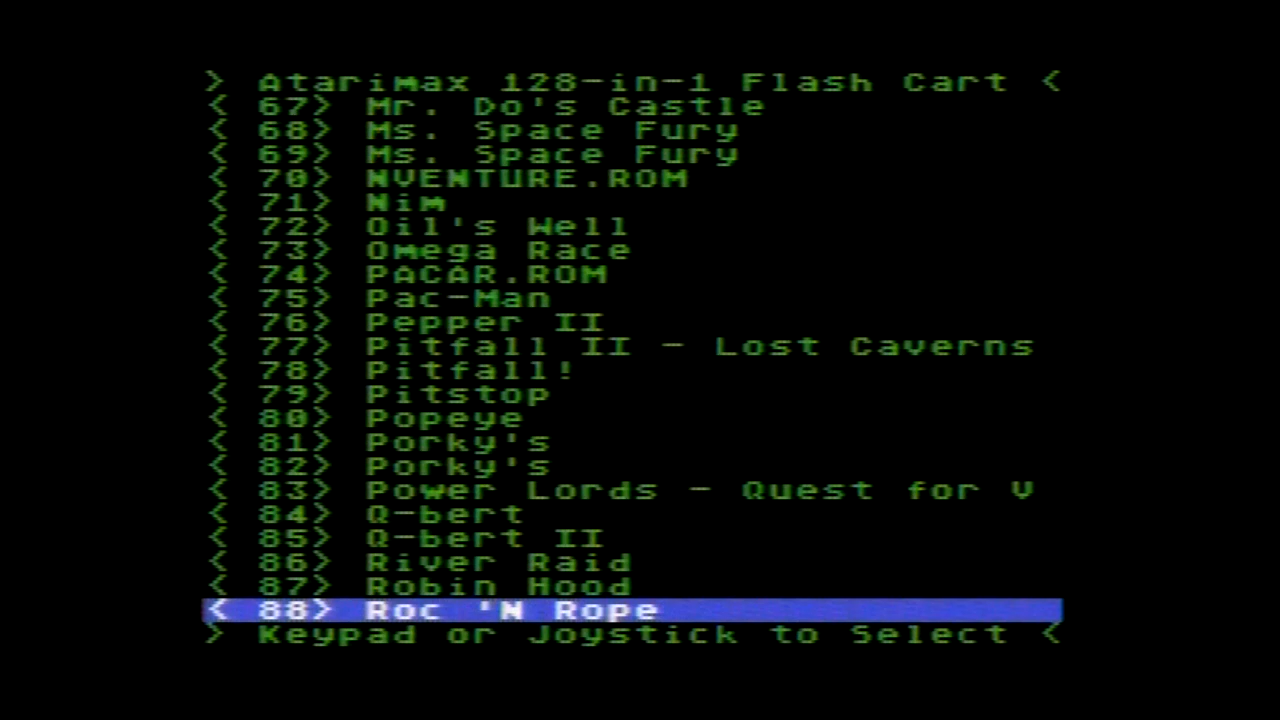 > Atarimax 128-in-1 Flash Cart <
< 67> Mr. Do's Castle
< 68> Ms. Space Fury
< 69> Ms. Space Fury
< 70> NVENTURE.ROM
< 71> Nim
< 72> Oil's Well
< 73> Omega Race
< 74> PACAR.ROM
< 75> Pac-Man
< 76> Pepper II
< 77> Pitfall II - Lost Caverns
< 78> Pitfall!
< 79> Pitstop
< 80> Popeye
< 81> Porky's
< 82> Porky's
< 83> Power Lords - Quest for V
< 84> Q-bert
< 85> Q-bert II
< 86> River Raid
< 87> Robin Hood
< 88> Roc 'N Rope
> Keypad or Joystick to Select <